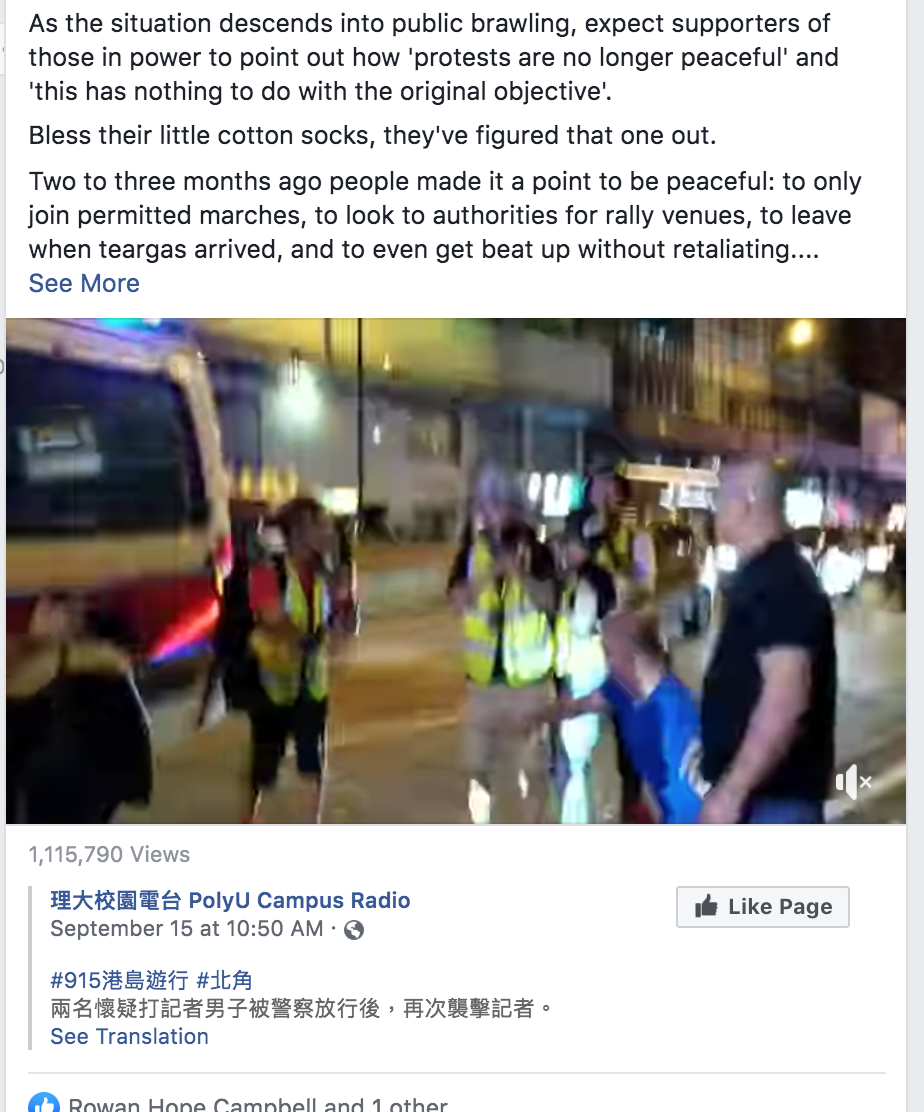 As the situation descends into public brawling, expect supporters of
those in power to point out how 'protests are no longer peaceful' and
'this has nothing to do with the original objective'.
Bless their little cotton socks, they've figured that one out.
Two to three months ago people made it a point to be peaceful: to only
join permitted marches, to look to authorities for rally venues, to leave
when teargas arrived, and to even get beat up without retaliating....
See More
1,115,790 Views
理大校園電台 PolyU Campus Radio
Like Page
September 15 at 10:50 AM ·
#915港島遊行 #北角
兩名懷疑打記者男子被警察放行後，再次襲擊記者。
See Translation
Rowan Hope Campbell and 1 other